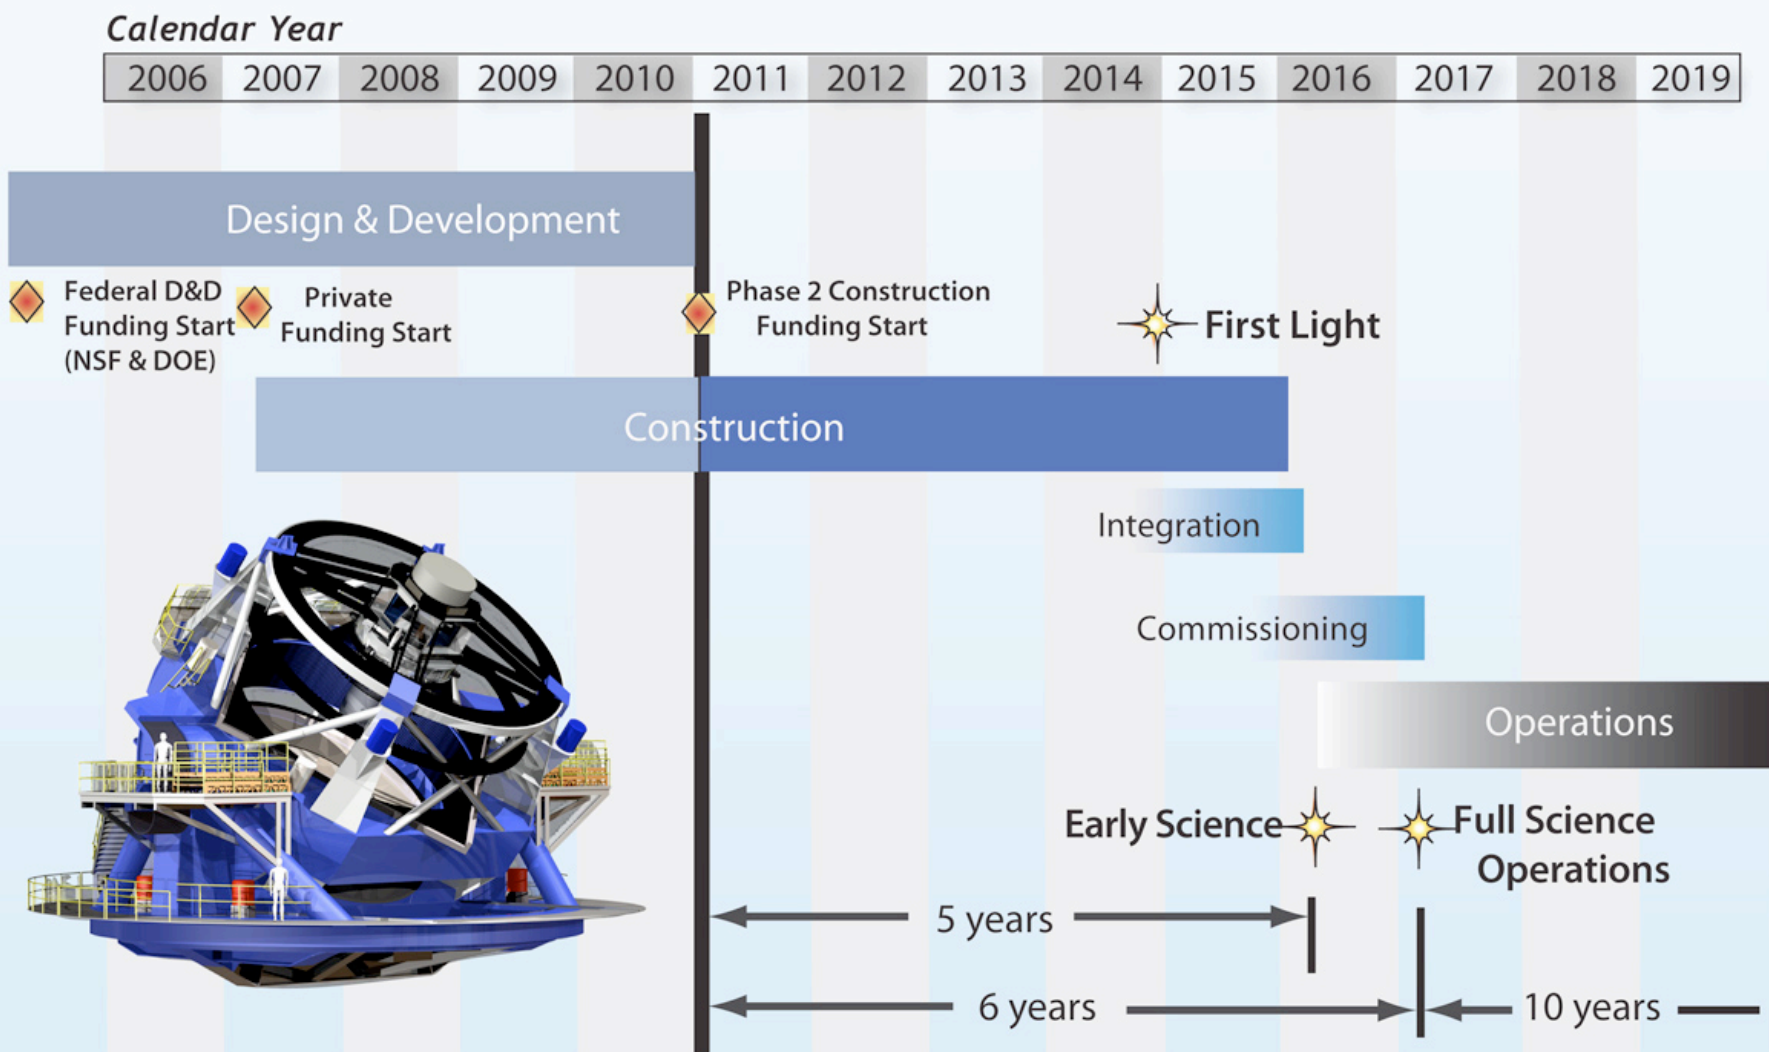 Calendar Year
2006 2007 2008 2009 2010 2011 2012 2013 2014 2015 2016 2017 2018 2019
Design & Development
Federal D&D
Funding Start
(NSF & DOE)
Private
Funding Start
Phase 2 Construction
Funding Start
First Light
Construction
Integration
Commissioning
Operations
Early Science
Full Science
Operations
5 years
6 years
10 years